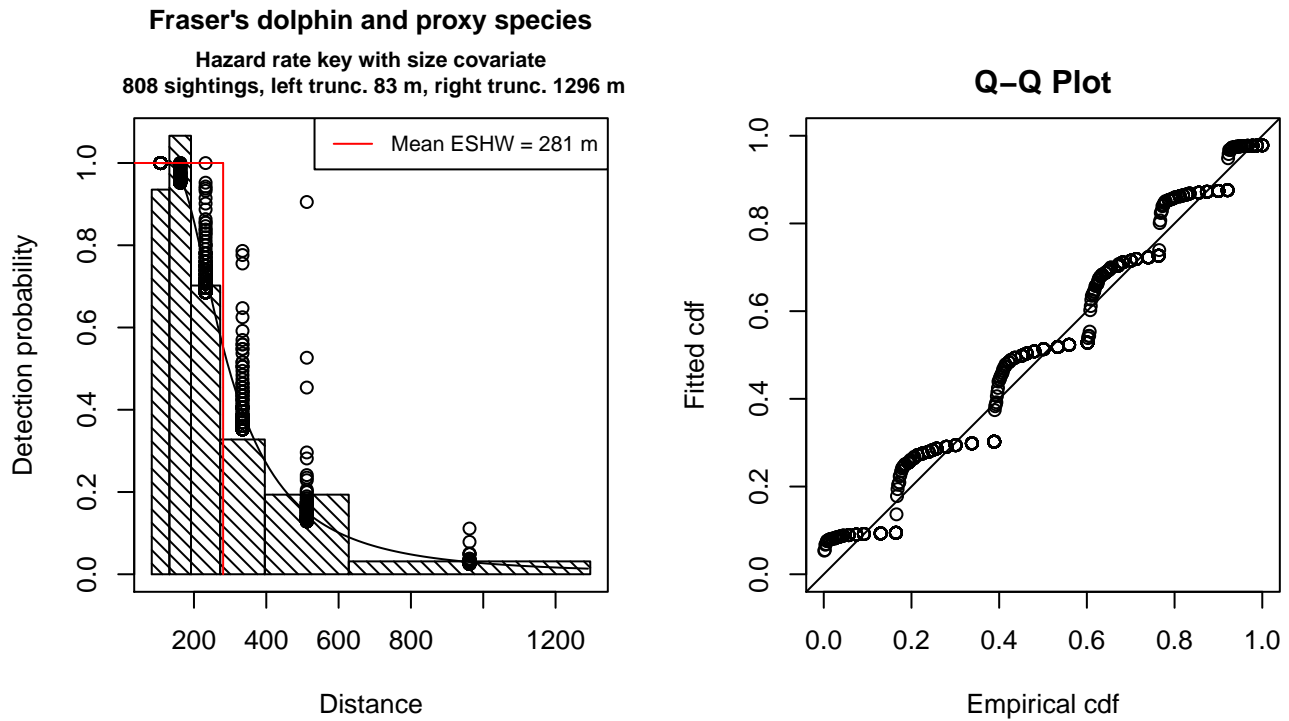 Fraser's dolphin and proxy species
Hazard rate key with size covariate
808 sightings, left trunc. 83 m, right trunc. 1296 m
Mean ESHW = 281 m
Detection probability
0.0 0.2 0.4 0.6 0.8 1.0
200 400 600 800 1200
Distance
Q−Q Plot
Fitted cdf
0.0 0.2 0.4 0.6 0.8 1.0
0.0 0.2 0.4 0.6 0.8 1.0
Empirical cdf